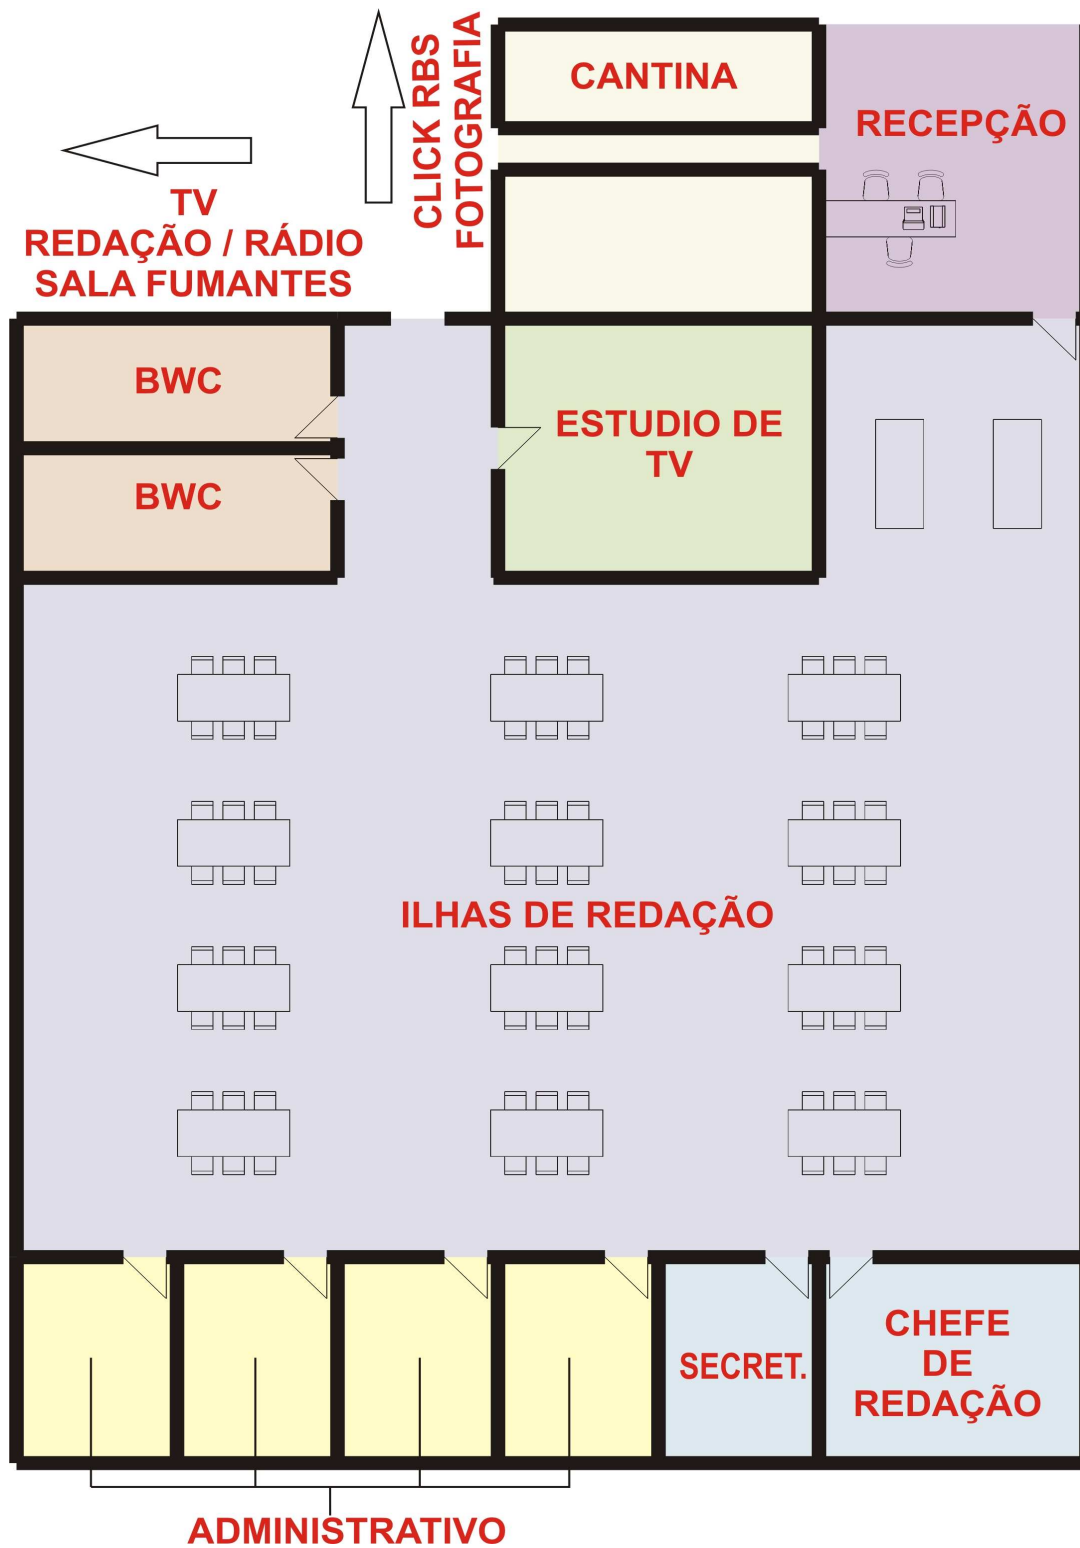 CLICK RBS
FOTOGRAFIA
CANTINA
RECEPÇÃO
TV
REDAÇÃO / RÁDIO
SALA FUMANTES
BWC
ESTUDIO DE
TV
BWC
ILHAS DE REDAÇÃO
SECRET.
CHEFE
DE
REDAÇÃO
ADMINISTRATIVO